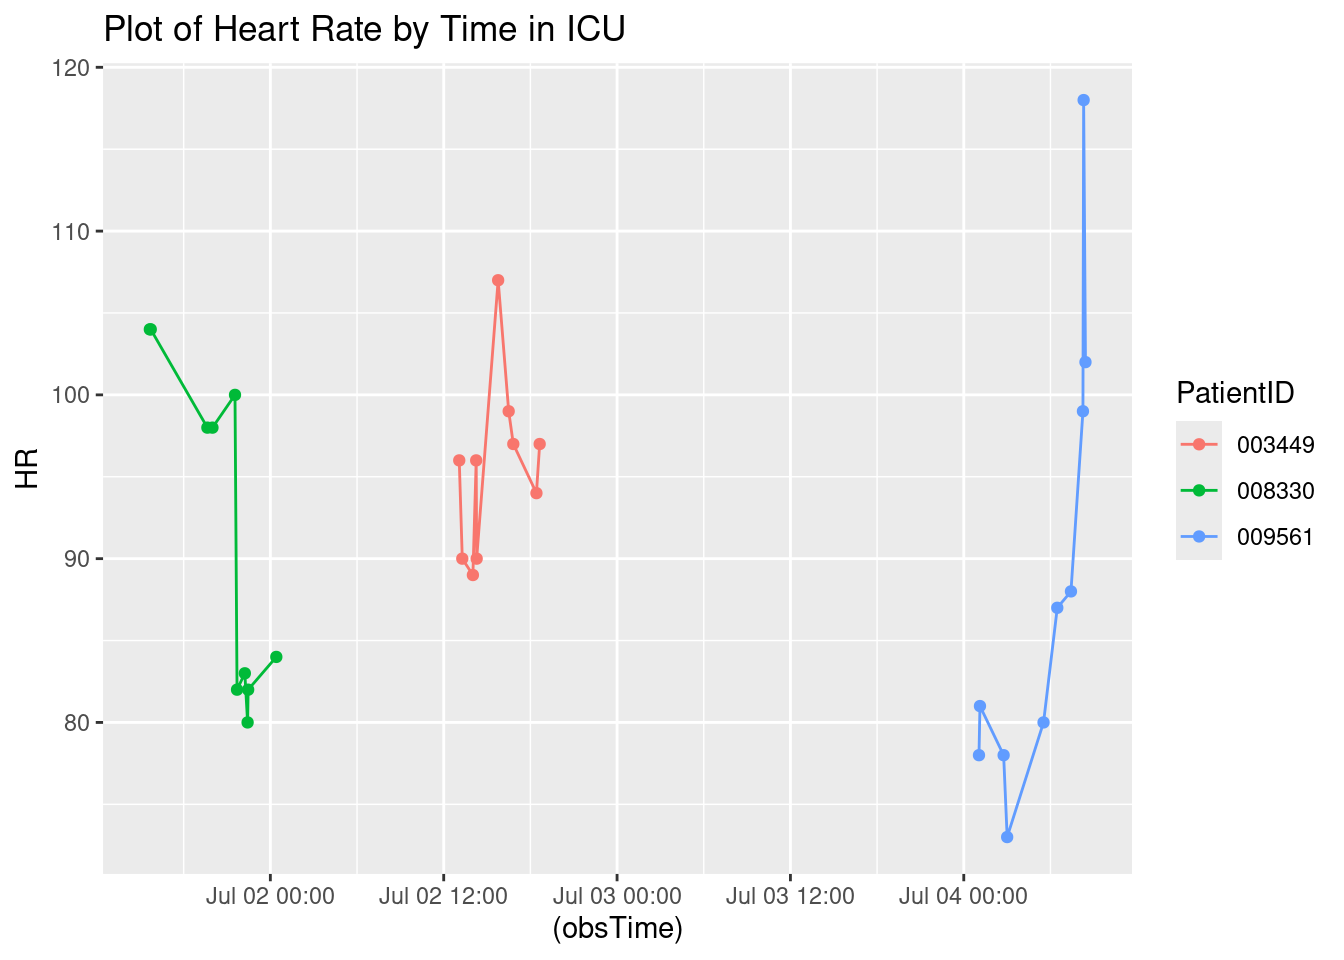 Plot of Heart Rate by Time in ICU
120
110
100
90
80
HR
Jul 02 00:00
Jul 02 12:00
Jul 03 00:00
Jul 03 12:00
Jul 04 00:00
(obsTime)
PatientID
003449
008330
009561